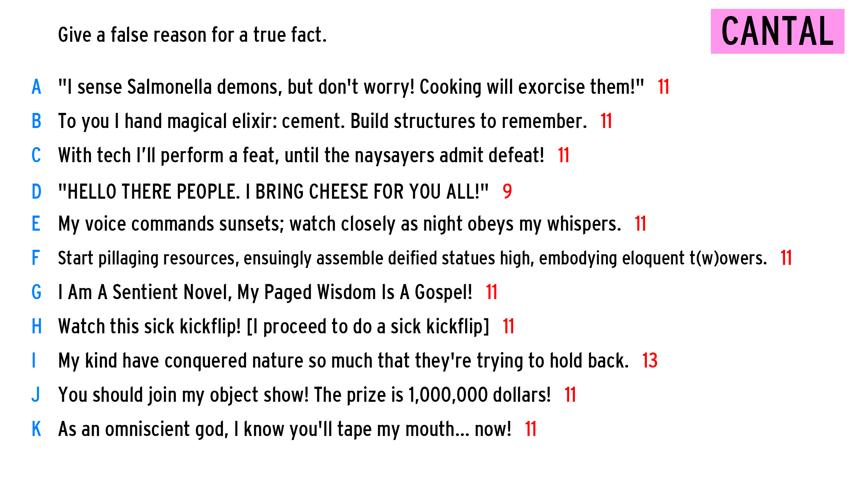 Give a false reason for a true fact.
CANTAL
A "I sense Salmonella demons, but don't worry! Cooking will exorcise them!" 11
B To you I hand magical elixir: cement. Build structures to remember. 11
C With tech I'll perform a feat, until the naysayers admit defeat! 11
D "HELLO THERE PEOPLE. I BRING CHEESE FOR YOU ALL!" 9
E My voice commands sunsets; watch closely as night obeys my whispers. 11
F Start pillaging resources, ensuingly assemble deified statues high, embodying eloquent t(w)owers. 11
G I Am A Sentient Novel, My Paged Wisdom Is A Gospel! 11
H Watch this sick kickflip! [I proceed to do a sick kickflip] 11
I My kind have conquered nature so much that they're trying to hold back. 13
J You should join my object show! The prize is 1,000,000 dollars! 11
K As an omniscient god, I know you'll tape my mouth... now! 11